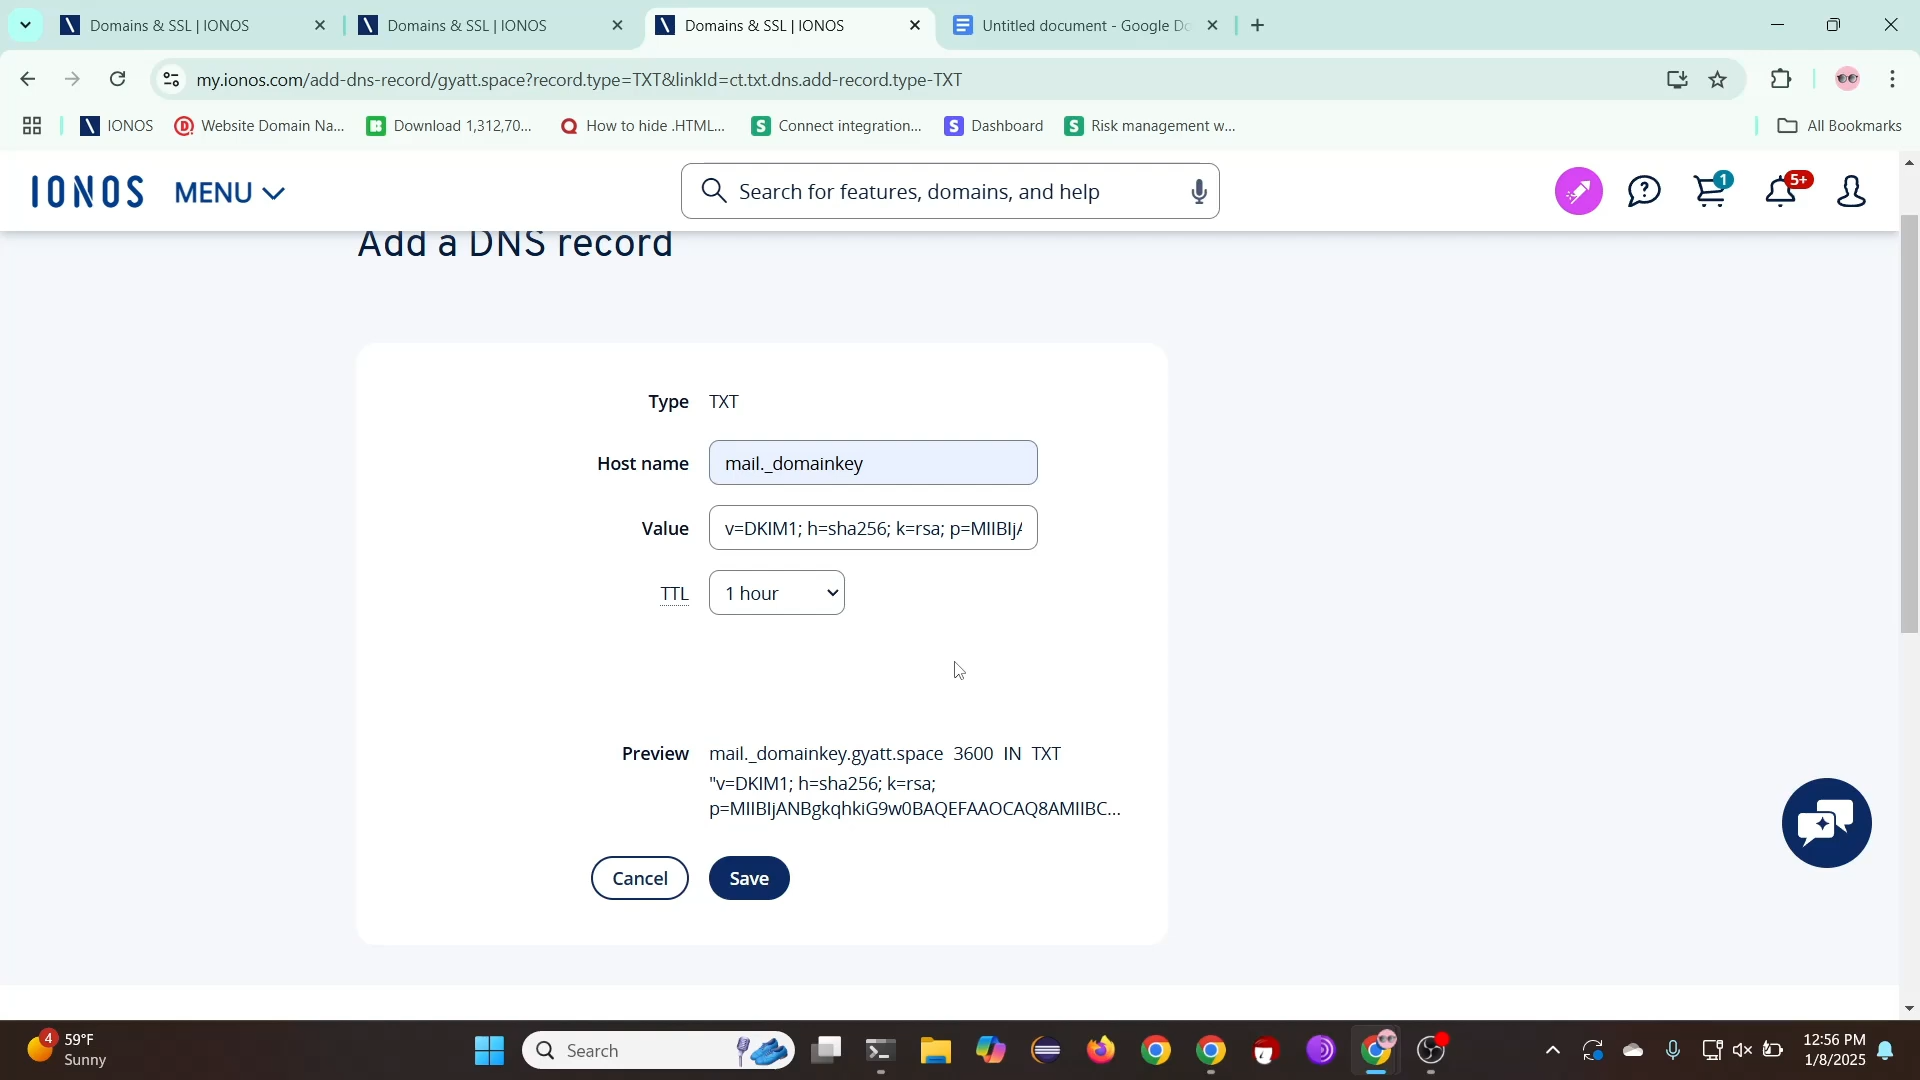 Domains & SSL | IONOS
Domains & SSL | IONOS
Domains & SSL | IONOS
Untitled document - Google Do
my.ionos.com/add-dns-record/gyatt.space?record.type=TXT&linkId=ct.txt.dns.add-record.type-TXT
IONOS
Website Domain Na...
Download 1,312,70...
How to hide .HTML...
Connect integration...
Dashboard
Risk management w...
All Bookmarks
IONOS MENU
Search for features, domains, and help
1
5+
Add a DNS record
Type TXT
Host name mail._domainkey
Value v=DKIM1; h=sha256; k=rsa; p=MIIBIjA
TTL 1 hour
Preview mail._domainkey.gyatt.space 3600 IN TXT
"v=DKIM1; h=sha256; k=rsa;
p=MIIBIjANBgkqhkiG9w0BAQEFAAOCAQ8AMIIBC...
Cancel Save
4
59°F
Sunny
Search
12:56 PM
1/8/2025